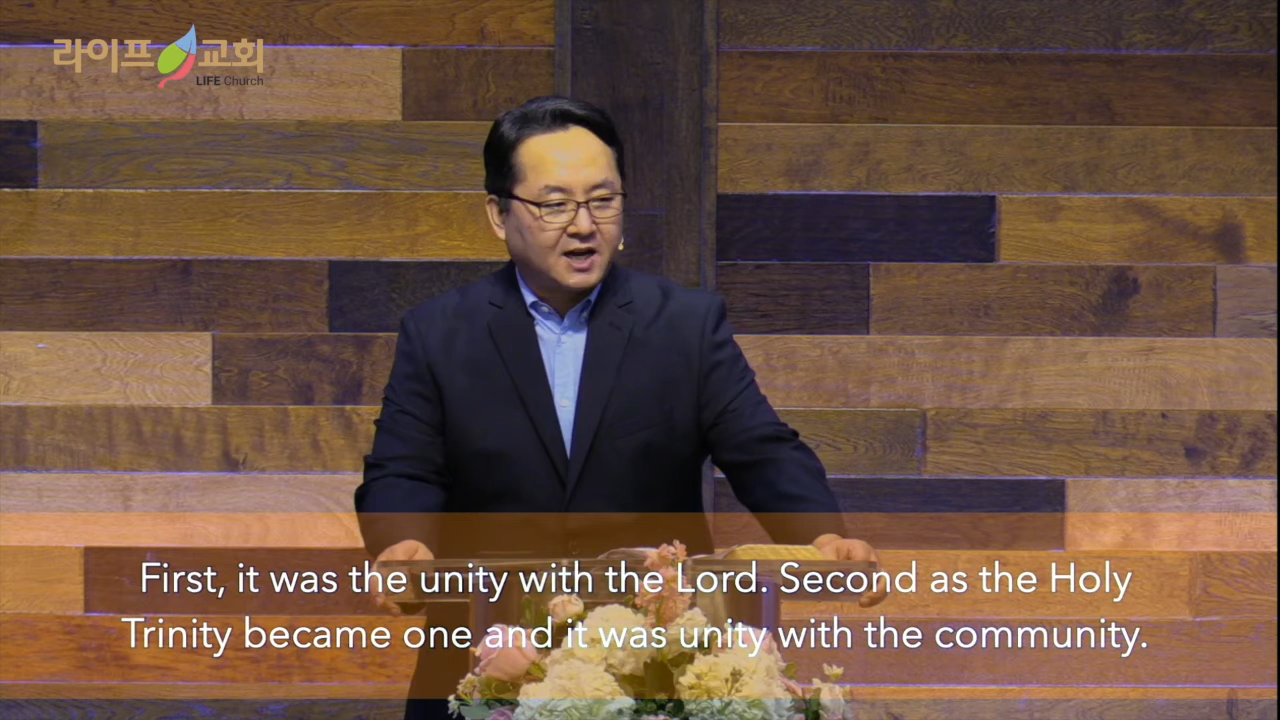 라이프 교회
LIFE Church
First, it was the unity with the Lord. Second as the Holy
Trinity became one and it was unity with the community.